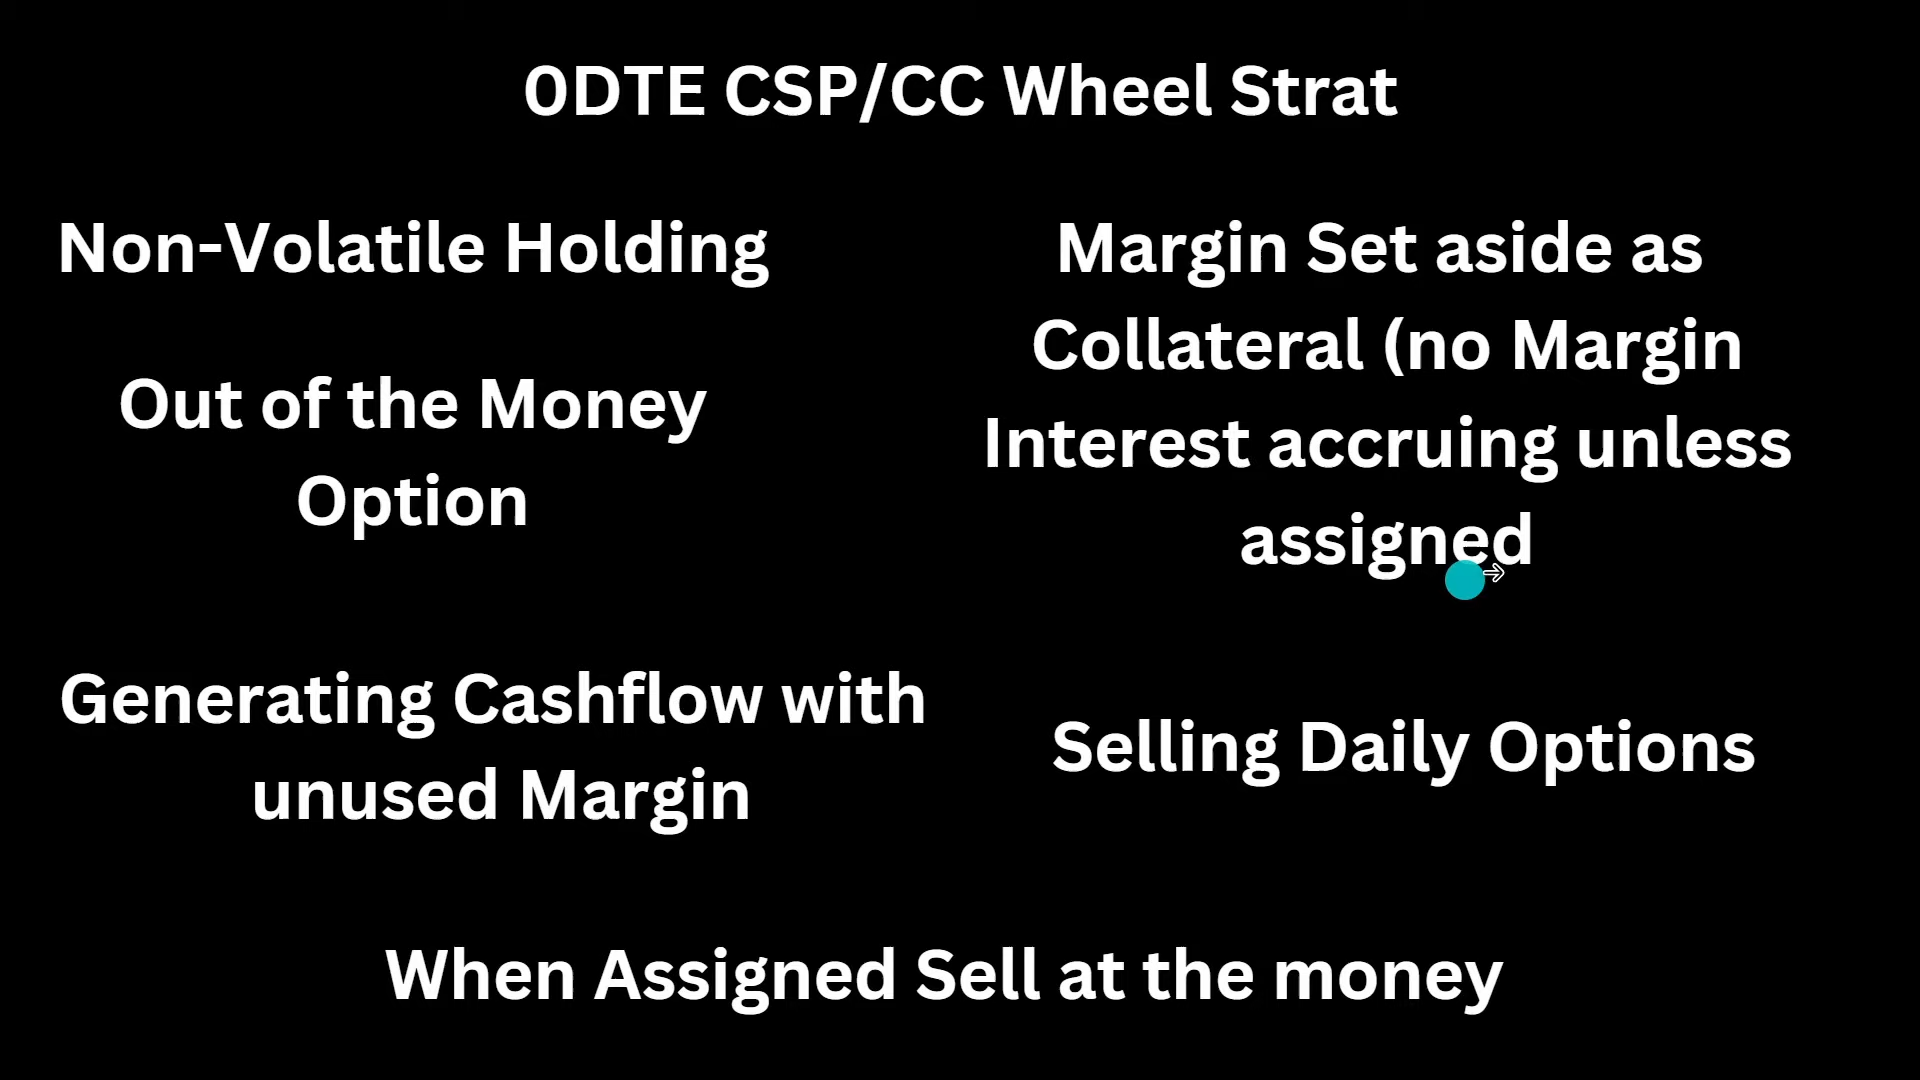 0DTE CSP/CC Wheel Strat
Non-Volatile Holding
Out of the Money
Option
Margin Set aside as
Collateral (no Margin
Interest accruing unless
assigned
Generating Cashflow with
unused Margin
Selling Daily Options
When Assigned Sell at the money